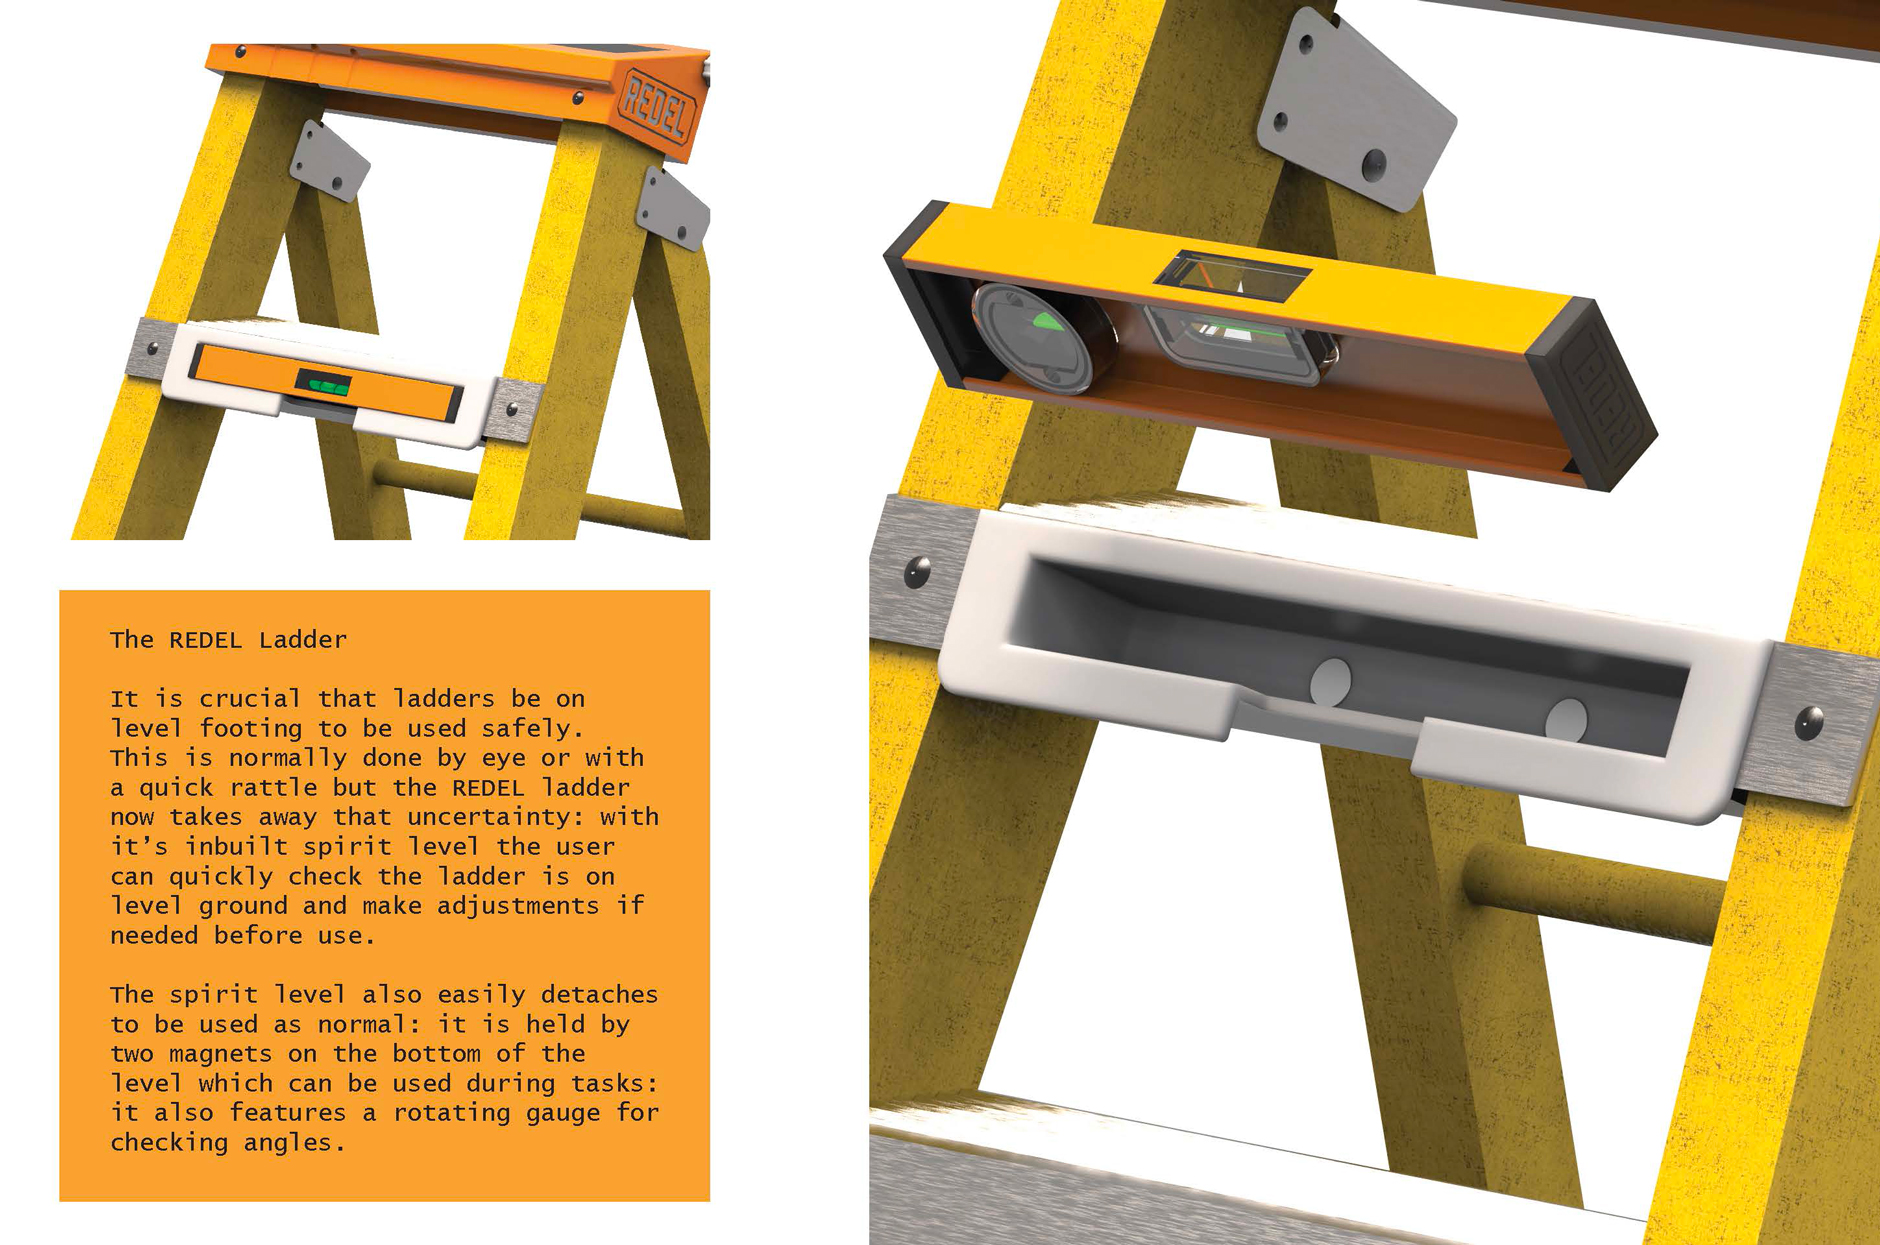 REDEL
The REDEL Ladder
It is crucial that ladders be on
level footing to be used safely.
This is normally done by eye or with
a quick rattle but the REDEL ladder
now takes away that uncertainty: with
it’s inbuilt spirit level the user
can quickly check the ladder is on
level ground and make adjustments if
needed before use.
The spirit level also easily detaches
to be used as normal: it is held by
two magnets on the bottom of the
level which can be used during tasks:
it also features a rotating gauge for
checking angles.